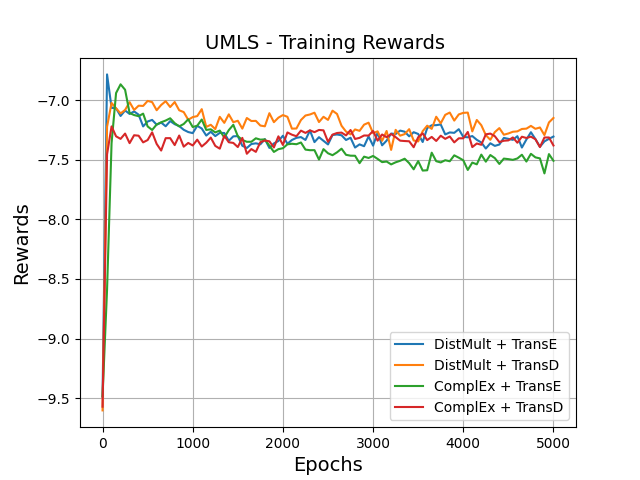 UMLS - Training Rewards
Rewards
−7.0
−7.5
−8.0
−8.5
−9.0
−9.5
0
1000
2000
3000
4000
5000
Epochs
DistMult + TransE
DistMult + TransD
ComplEx + TransE
ComplEx + TransD